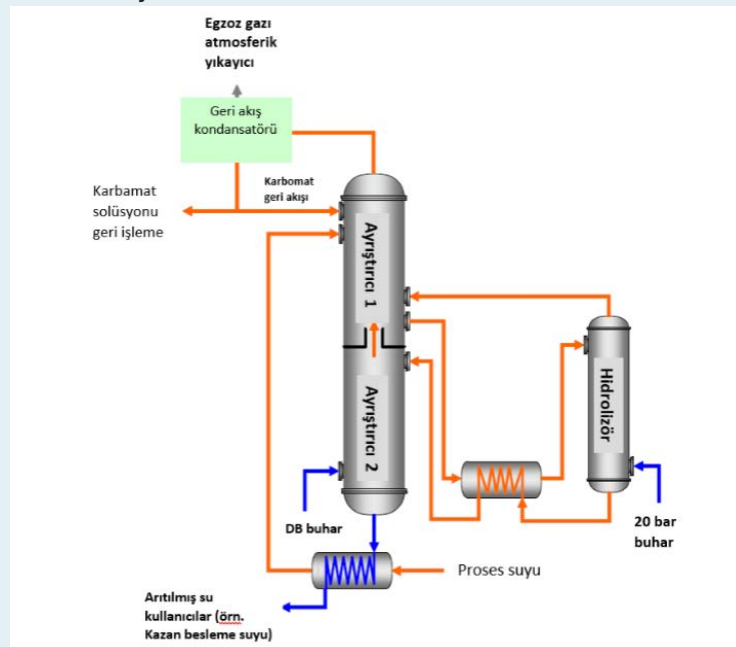 Egzoz gazı
atmosferik
yıkayıcı
Geri akış
kondansatörü
Karbamat
solüsyonu
geri işleme
Karbomat
geri akışı
Ayrıştırıcı 1
Ayrıştırıcı 2
Hidrolizör
DB buhar
20 bar
buhar
Proses suyu
Arıtılmış su
kullanıcılar (örn.
Kazan besleme suyu)